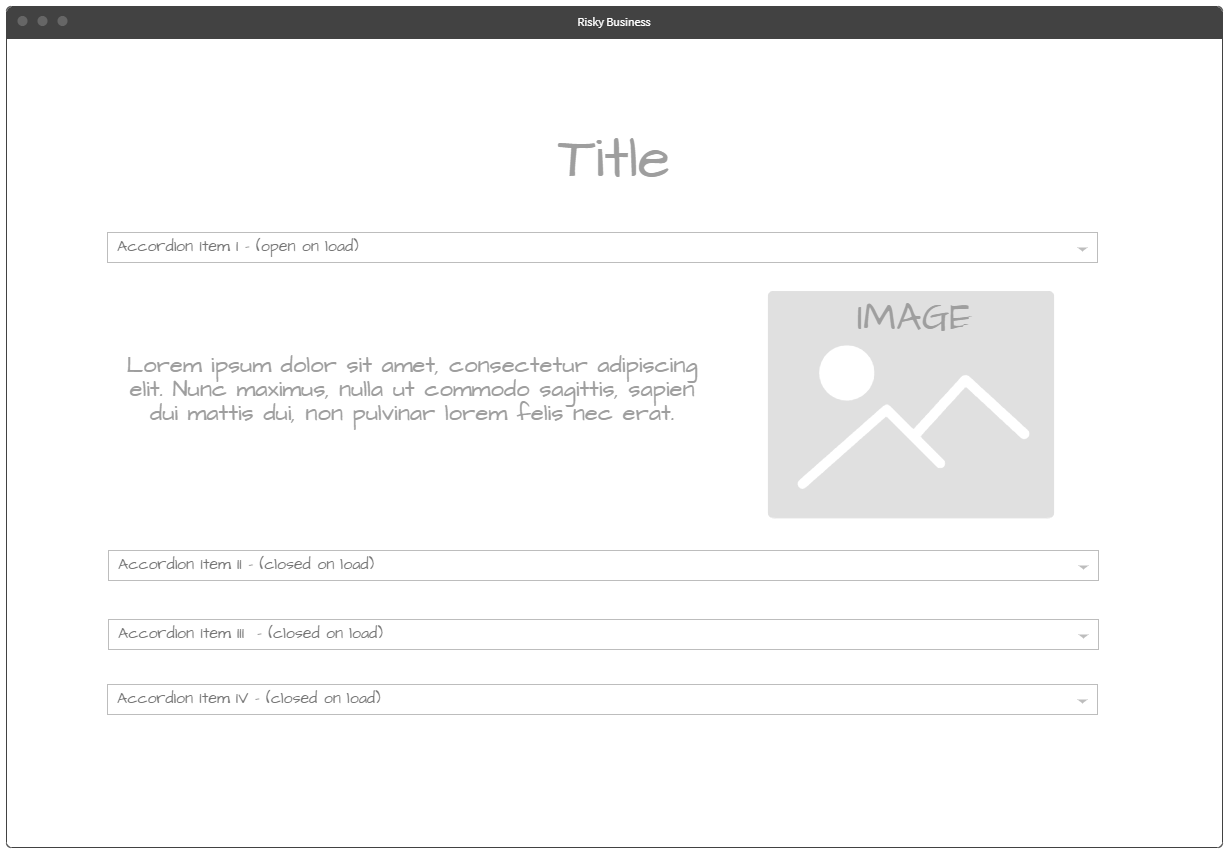 Risky Business
Title
Accordion Item I - (open on load)
IMAGE
Lorem ipsum dolor sit amet, consectetur adipiscing
elit. Nunc maximus, nulla ut commodo sagittis, sapien
dui mattis dui, non pulvinar lorem felis nec erat.
Accordion Item II - (closed on load)
Accordion Item III - (closed on load)
Accordion Item IV - (closed on load)